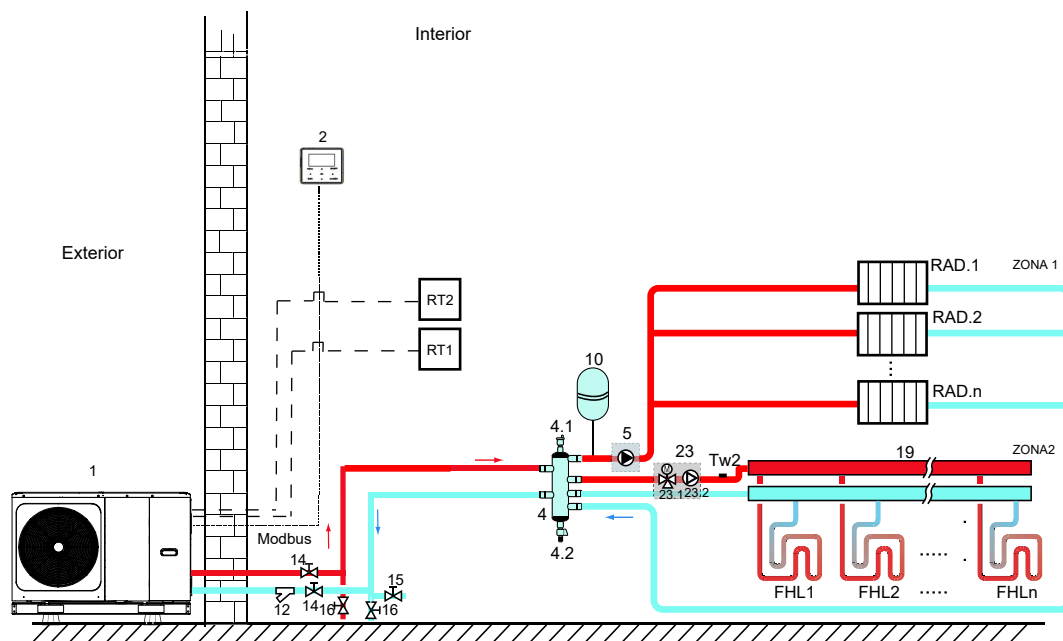 Interior
2
Exterior
RT2
RT1
RAD.1
ZONA 1
RAD.2
RAD.n
10
4.1
5
23
Tw2
19
ZONA2
M
23.1
23.2
1
4
4.2
Modbus
14
15
12
14
16
16
FHL1
FHL2
FHLn